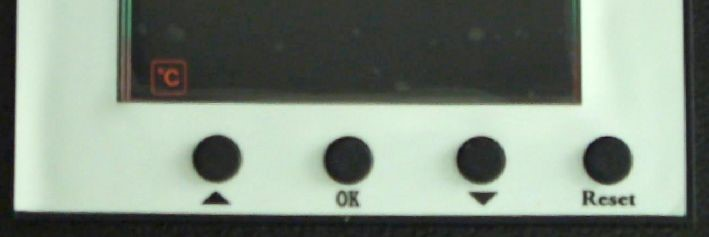 °C
▲ OK ▼ Reset